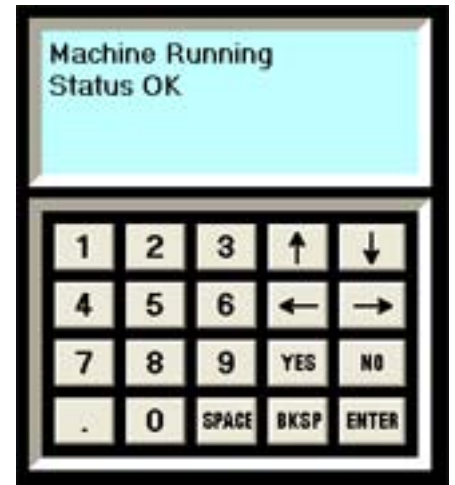 Machine Running
Status OK
1 2 3 ↑ ↓
4 5 6 ← →
7 8 9 YES NO
. 0 SPACE BKSP ENTER